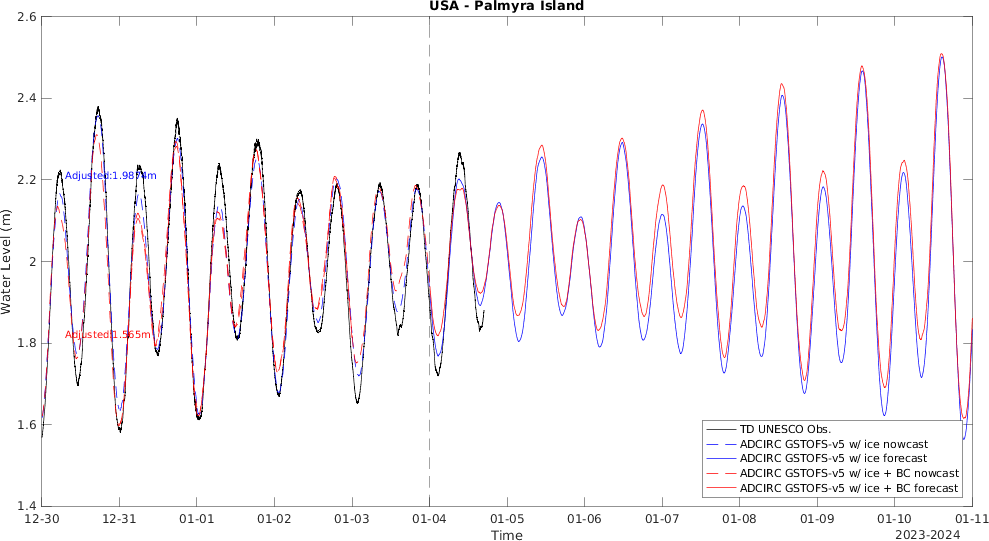 USA - Palmyra Island
2.6
2.4
2.2
2
1.8
1.6
1.4
Water Level (m)
Adjusted:1.9874m
Adjusted:1.565m
TD UNESCO Obs.
ADCIRC GSTOFS-v5 w/ ice nowcast
ADCIRC GSTOFS-v5 w/ ice forecast
ADCIRC GSTOFS-v5 w/ ice + BC nowcast
ADCIRC GSTOFS-v5 w/ ice + BC forecast
12-30 12-31 01-01 01-02 01-03 01-04 01-05 01-06 01-07 01-08 01-09 01-10 01-11
Time
2023-2024